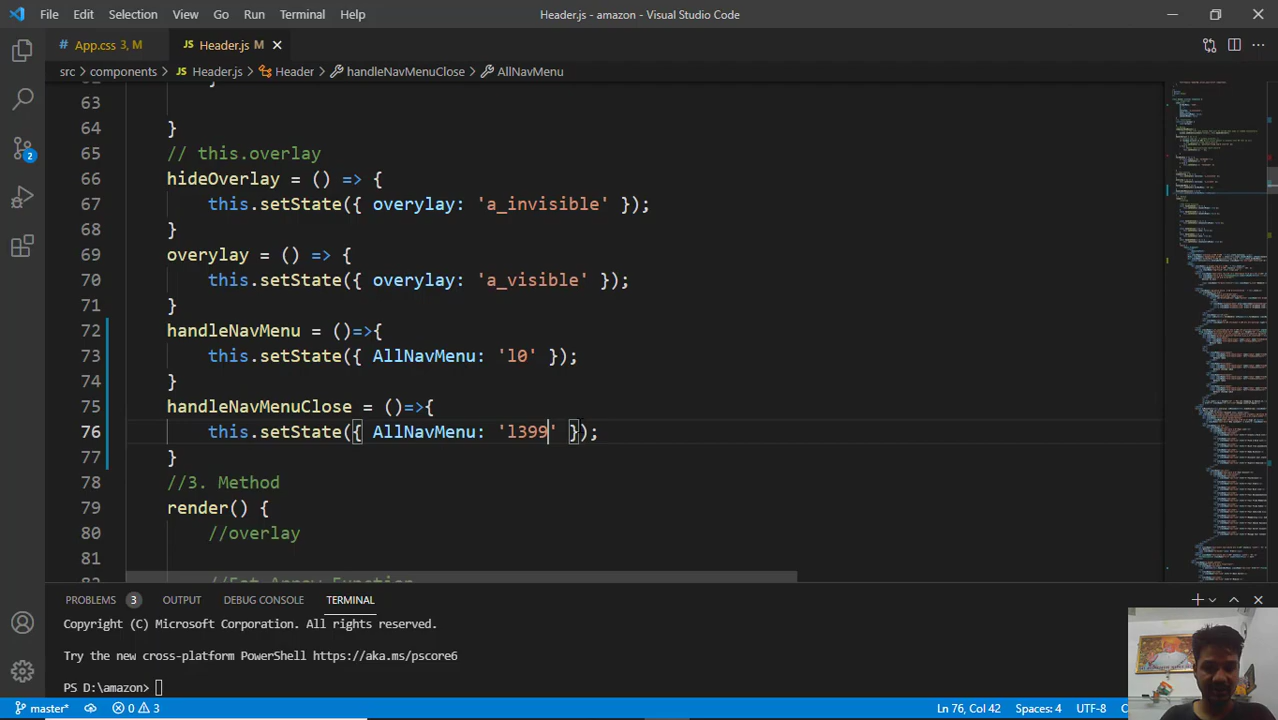 File Edit Selection View Go Run Terminal Help Header.js - amazon - Visual Studio Code
App.css 3, M JS Header.js M
src components JS Header.js Header handleNavMenuClose AllNavMenu
63
64 }
65 // this.overlay
66 hideOverlay = () => {
67 this.setState({ overylay: 'a_invisible' });
68 }
69 overylay = () => {
70 this.setState({ overylay: 'a_visible' });
71 }
72 handleNavMenu = ()=>{
73 this.setState({ AllNavMenu: 'l0' });
74 }
75 handleNavMenuClose = ()=>{
76 this.setState({ AllNavMenu: 'l399' });
77 }
78 //3. Method
79 render() {
80 //overlay
81
PROBLEMS 3 OUTPUT DEBUG CONSOLE TERMINAL
Copyright (C) Microsoft Corporation. All rights reserved.
Try the new cross-platform PowerShell https://aka.ms/pscore6
PS D:\amazon>
2
master* 0 3 Ln 76, Col 42 Spaces: 4 UTF-8